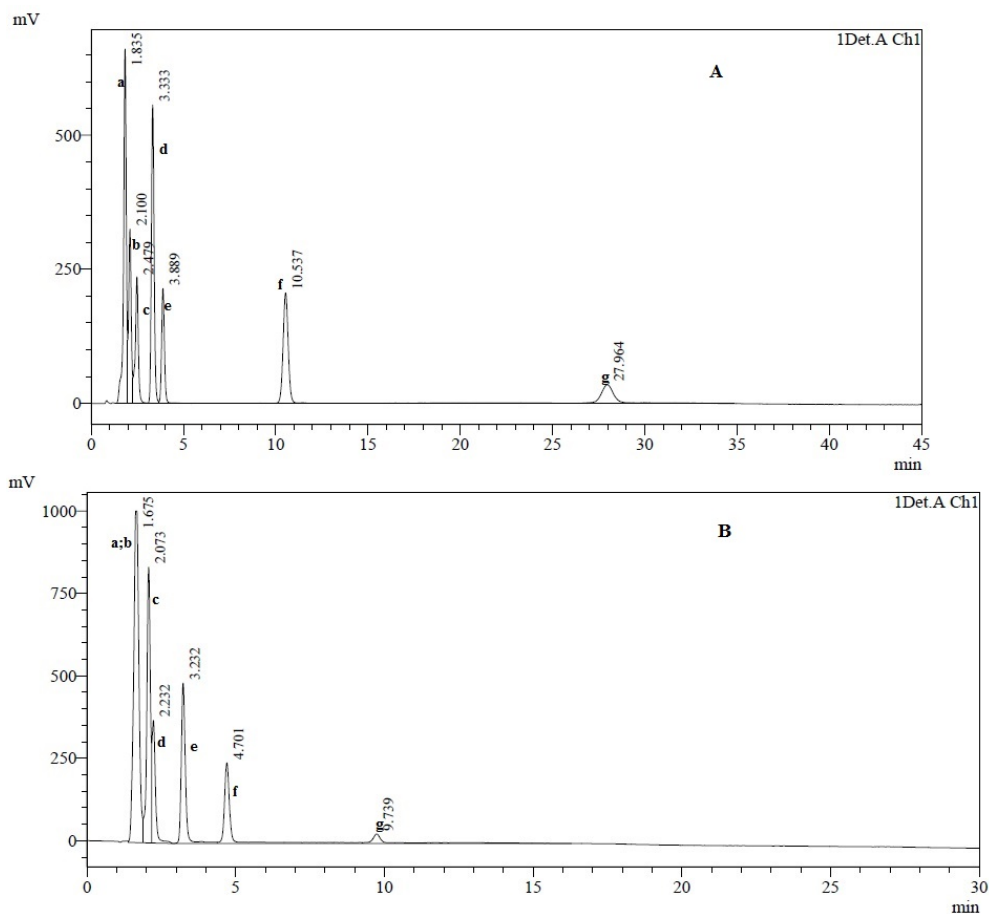 mV
1Det.A Ch1
A
a
1.835
b
2.100
c
2.479
d
3.333
e
3.889
f
10.537
g
27.964
500
250
0
0 5 10 15 20 25 30 35 40 45
min
mV
1Det.A Ch1
B
a;b
1.675
c
2.073
d
2.232
e
3.232
f
4.701
g
9.739
1000
750
500
250
0
0 5 10 15 20 25 30
min